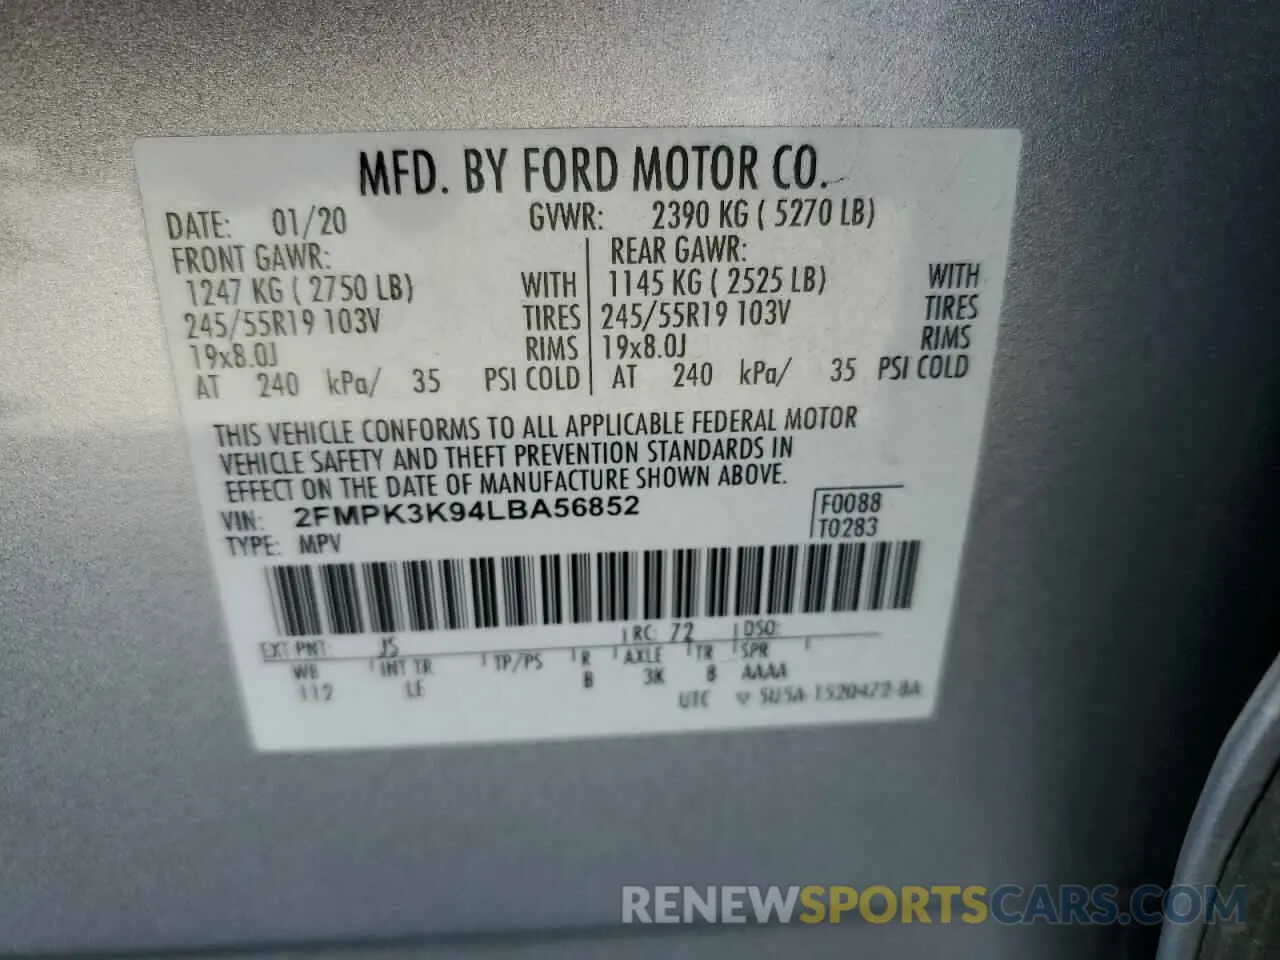 MFD. BY FORD MOTOR CO.
DATE: 01/20 GVWR: 2390 KG ( 5270 LB)
FRONT GAWR: REAR GAWR:
1247 KG ( 2750 LB) WITH 1145 KG ( 2525 LB) WITH
245/55R19 103V TIRES 245/55R19 103V TIRES
19x8.0J RIMS 19x8.0J RIMS
AT 240 kPa/ 35 PSI COLD AT 240 kPa/ 35 PSI COLD
THIS VEHICLE CONFORMS TO ALL APPLICABLE FEDERAL MOTOR
VEHICLE SAFETY AND THEFT PREVENTION STANDARDS IN
EFFECT ON THE DATE OF MANUFACTURE SHOWN ABOVE.
VIN: 2FMPK3K94LBA56852 F0088
TYPE: MPV T0283
EXT PNT: JS RC: 72 DSO:
WB INT TR TP/PS R AXLE TR SPR
112 LE B 3K 8 AAAA
UTC ▽ 5U5A-1520472-BA
RENEWSPORTSCARS.COM